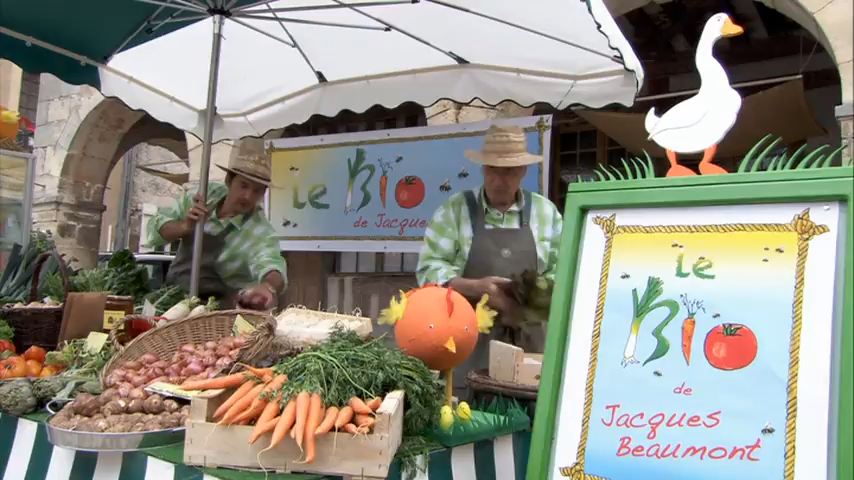 Le BiO
de Jacques
Le
BiO
de
Jacques
Beaumont